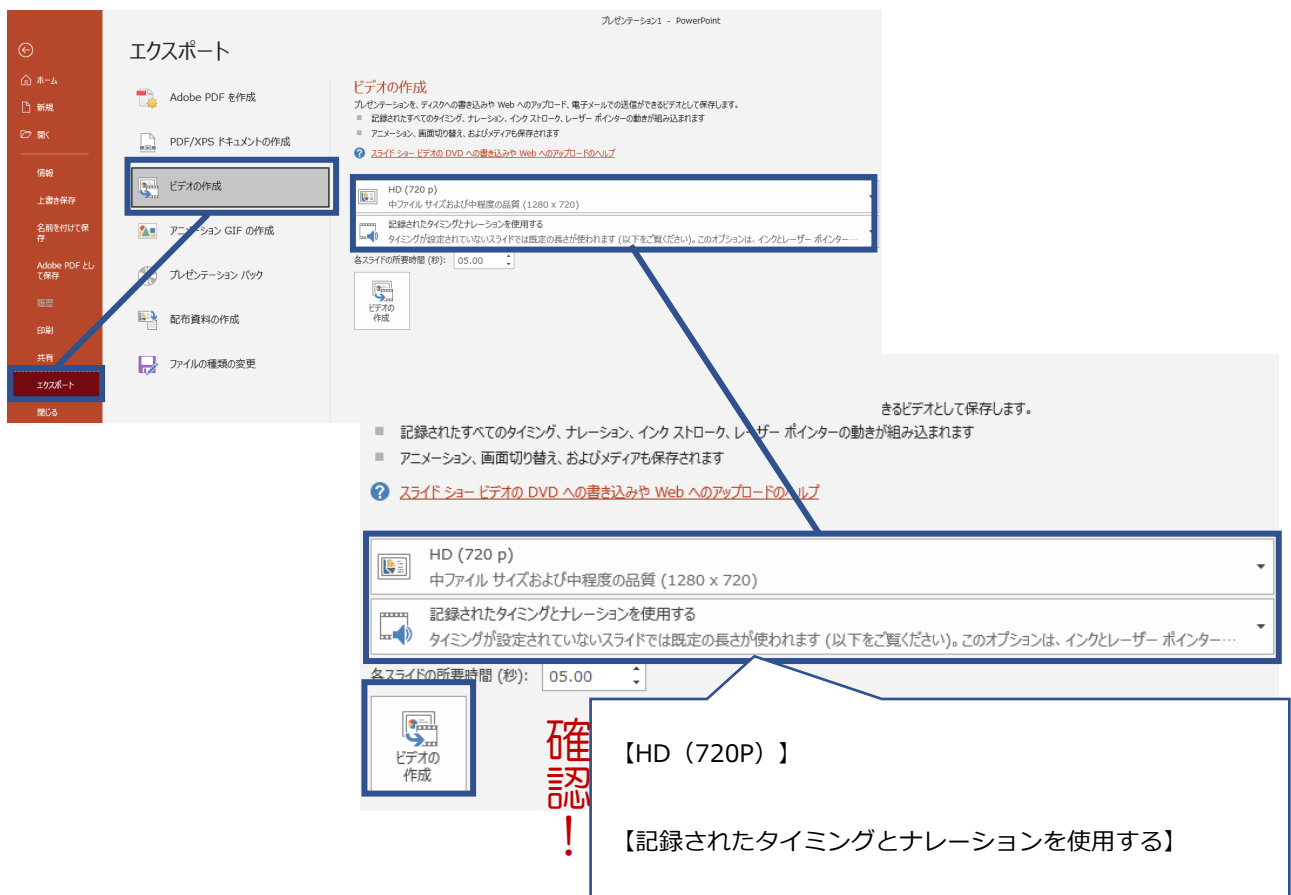 プレゼンテーション1 - PowerPoint
エクスポート
ホーム
新規
開く
情報
上書き保存
名前を付けて保
存
Adobe PDF とし
て保存
履歴
印刷
共有
エクスポート
閉じる
Adobe PDF を作成
PDF/XPS ドキュメントの作成
ビデオの作成
アニメーション GIF の作成
プレゼンテーション パック
配布資料の作成
ファイルの種類の変更
ビデオの作成
プレゼンテーションを、ディスクへの書き込みや Web へのアップロード、電子メールでの送信ができるビデオとして保存します。
記録されたすべてのタイミング、ナレーション、インク ストローク、レーザー ポインターの動きが組み込まれます
アニメーション、画面切り替え、およびメディアも保存されます
スライド ショー ビデオの DVD への書き込みや Web へのアップロードのヘルプ
HD (720 p)
中ファイル サイズおよび中程度の品質 (1280 x 720)
記録されたタイミングとナレーションを使用する
タイミングが設定されていないスライドでは既定の長さが使われます (以下をご覧ください)。このオプションは、インクとレーザー ポインター…
各スライドの所要時間 (秒): 05.00
ビデオの
作成
きるビデオとして保存します。
記録されたすべてのタイミング、ナレーション、インク ストローク、レーザー ポインターの動きが組み込まれます
アニメーション、画面切り替え、およびメディアも保存されます
スライド ショー ビデオの DVD への書き込みや Web へのアップロードのヘルプ
HD (720 p)
中ファイル サイズおよび中程度の品質 (1280 x 720)
記録されたタイミングとナレーションを使用する
タイミングが設定されていないスライドでは既定の長さが使われます (以下をご覧ください)。このオプションは、インクとレーザー ポインター…
各スライドの所要時間 (秒): 05.00
ビデオの
作成
確認！
【HD（720P）】
【記録されたタイミングとナレーションを使用する】